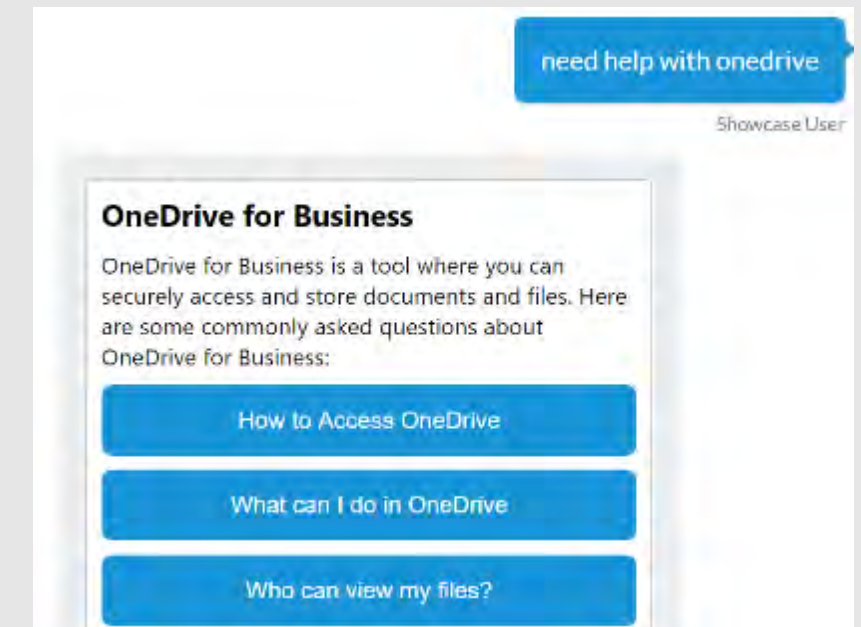 need help with onedrive
Showcase User
OneDrive for Business
OneDrive for Business is a tool where you can
securely access and store documents and files. Here
are some commonly asked questions about
OneDrive for Business:
How to Access OneDrive
What can I do in OneDrive
Who can view my files?